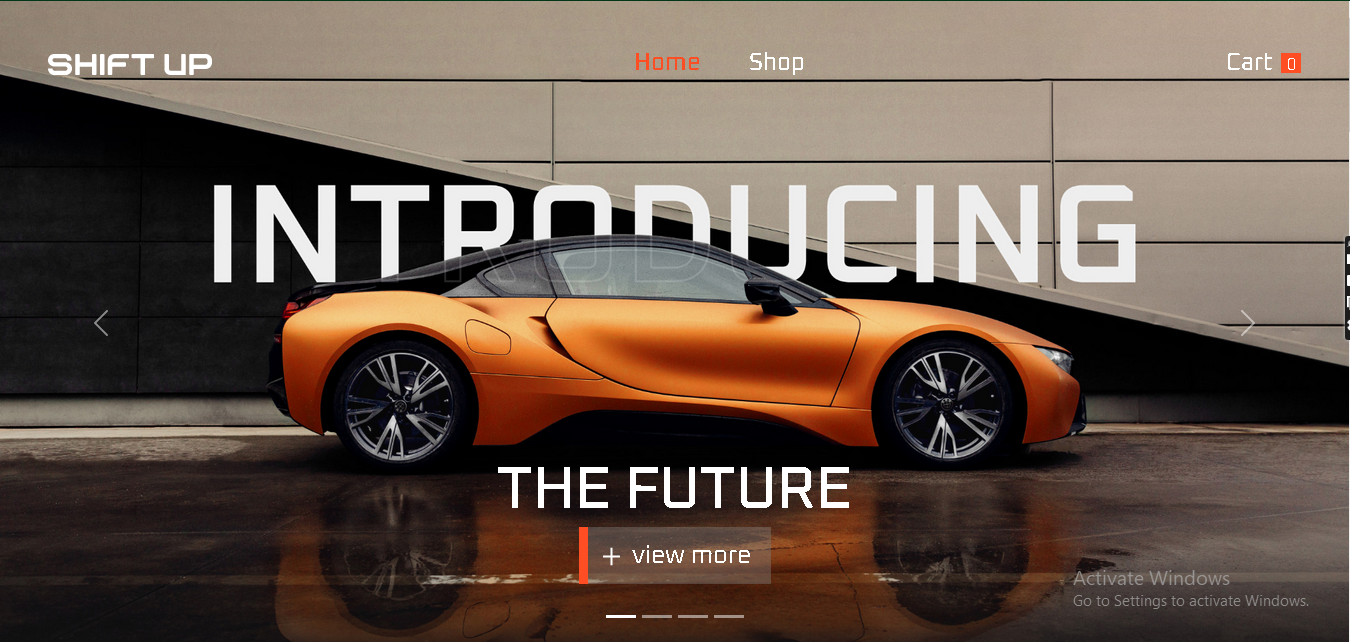 SHIFT UP
Home
Shop
Cart 0
INTRODUCING
THE FUTURE
+ view more
Activate Windows
Go to Settings to activate Windows.